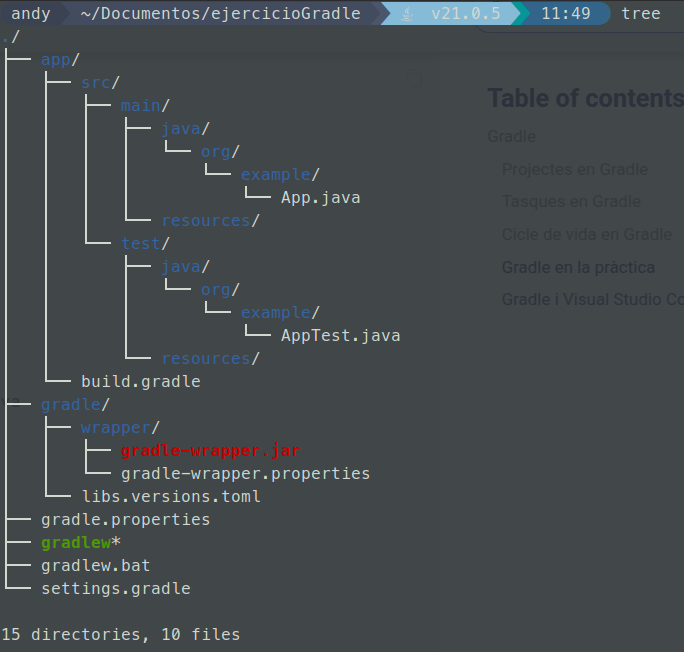 andy ~/Documentos/ejercicioGradle v21.0.5 11:49 tree
./
├── app/
│   ├── src/
│   │   ├── main/
│   │   │   ├── java/
│   │   │   │   └── org/
│   │   │   │       └── example/
│   │   │   │           └── App.java
│   │   │   └── resources/
│   │   └── test/
│   │       ├── java/
│   │       │   └── org/
│   │       │       └── example/
│   │       │           └── AppTest.java
│   │       └── resources/
│   └── build.gradle
├── gradle/
│   ├── wrapper/
│   │   ├── gradle-wrapper.jar
│   │   └── gradle-wrapper.properties
│   └── libs.versions.toml
├── gradle.properties
├── gradlew*
├── gradlew.bat
└── settings.gradle
15 directories, 10 files
Table of contents
Gradle
Projectes en Gradle
Tasques en Gradle
Cicle de vida en Gradle
Gradle en la pràctica
Gradle i Visual Studio Co